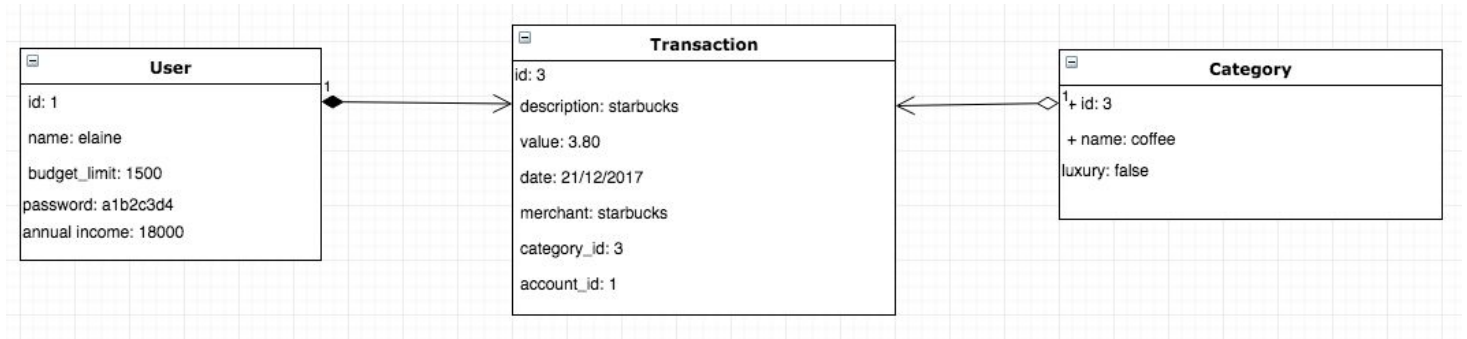 User
id: 1
name: elaine
budget_limit: 1500
password: a1b2c3d4
annual income: 18000
1
Transaction
id: 3
description: starbucks
value: 3.80
date: 21/12/2017
merchant: starbucks
category_id: 3
account_id: 1
Category
1
+ id: 3
+ name: coffee
luxury: false